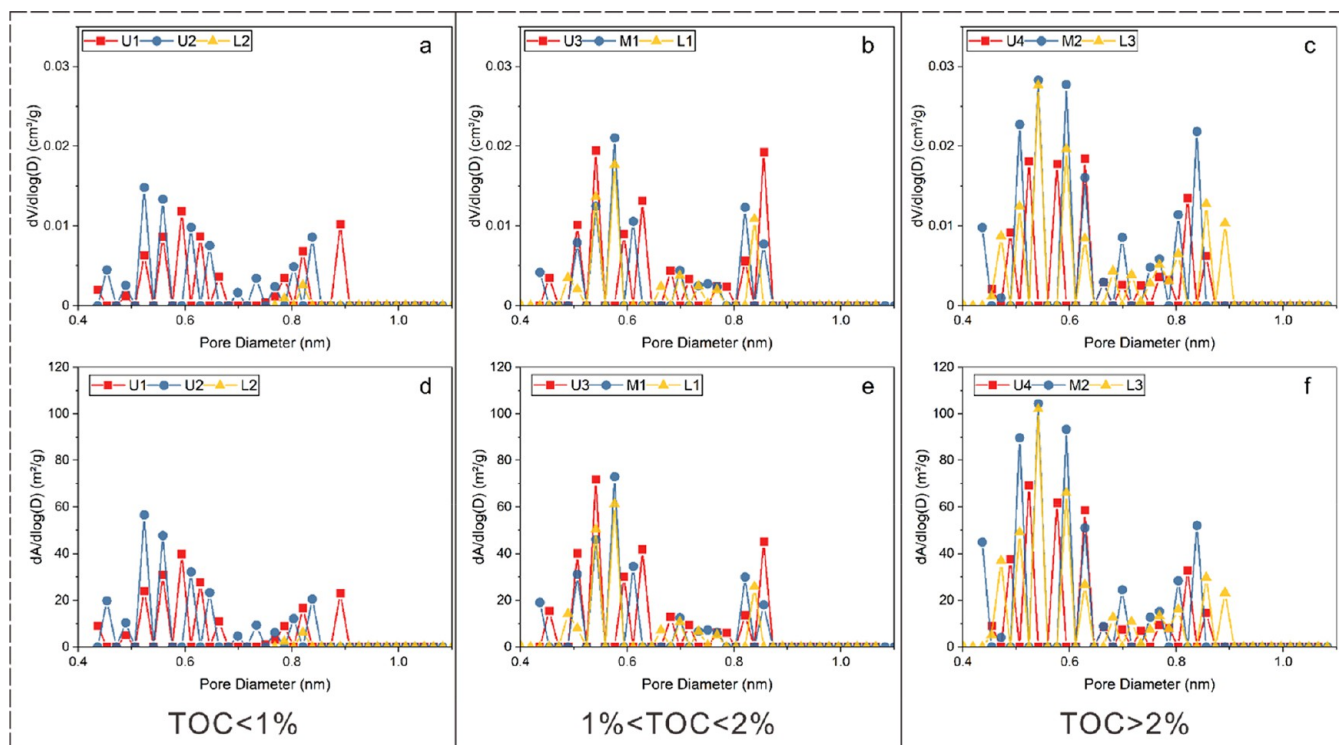 U1 U2 L2 a
0.03
0.02
0.01
0
dV/dlog(D) (cm³/g)
0.4 0.6 0.8 1.0
Pore Diameter (nm)
U3 M1 L1 b
0.03
0.02
0.01
0
dV/dlog(D) (cm³/g)
0.4 0.6 0.8 1.0
Pore Diameter (nm)
U4 M2 L3 c
0.03
0.02
0.01
0
dV/dlog(D) (cm³/g)
0.4 0.6 0.8 1.0
Pore Diameter (nm)
120
U1 U2 L2 d
100
80
60
40
20
0
dA/dlog(D) (m²/g)
0.4 0.6 0.8 1.0
Pore Diameter (nm)
TOC<1%
120
U3 M1 L1 e
100
80
60
40
20
0
dA/dlog(D) (m²/g)
0.4 0.6 0.8 1.0
Pore Diameter (nm)
1%<TOC<2%
120
U4 M2 L3 f
100
80
60
40
20
0
dA/dlog(D) (m²/g)
0.4 0.6 0.8 1.0
Pore Diameter (nm)
TOC>2%